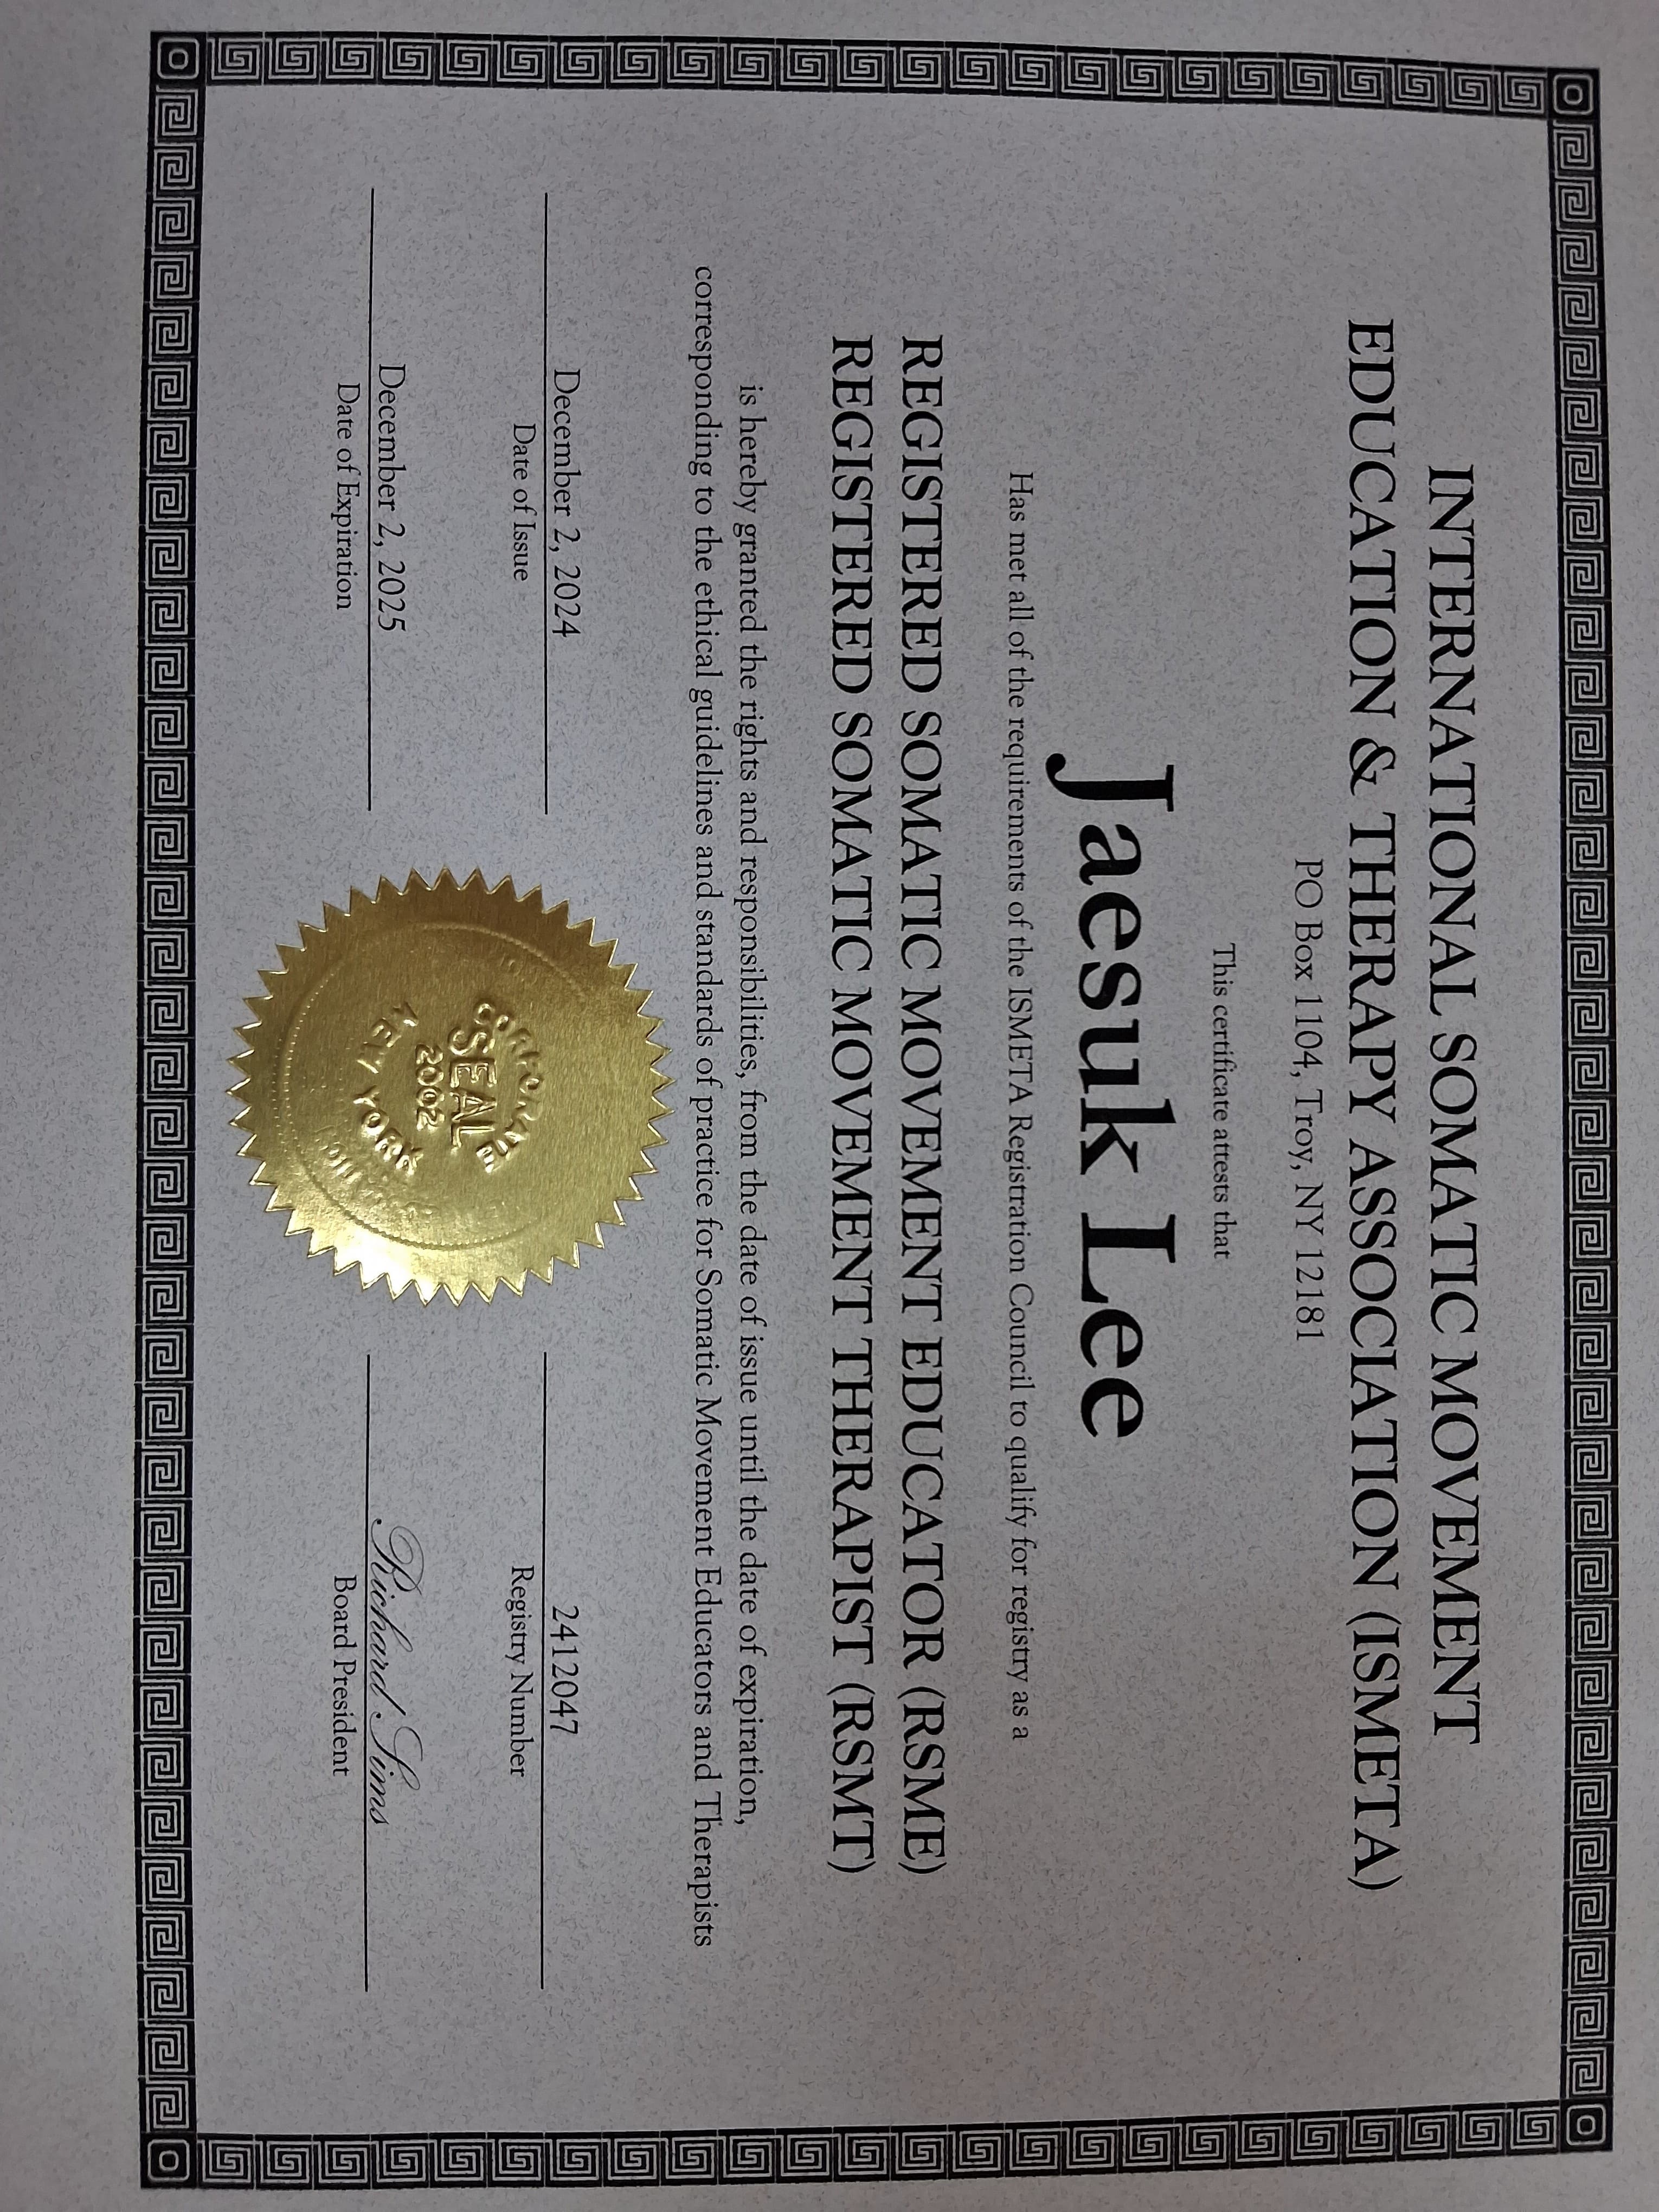 INTERNATIONAL SOMATIC MOVEMENT
EDUCATION & THERAPY ASSOCIATION (ISMETA)
PO Box 1104, Troy, NY 12181
This certificate attests that
Jaesuk Lee
Has met all of the requirements of the ISMETA Registration Council to qualify for registry as a
REGISTERED SOMATIC MOVEMENT EDUCATOR (RSME)
REGISTERED SOMATIC MOVEMENT THERAPIST (RSMT)
is hereby granted the rights and responsibilities, from the date of issue until the date of expiration,
corresponding to the ethical guidelines and standards of practice for Somatic Movement Educators and Therapists
December 2, 2024
Date of Issue
December 2, 2025
Date of Expiration
CORPORATE
SEAL
2002
NEW YORK
2412047
Registry Number
Richard Sims
Board President